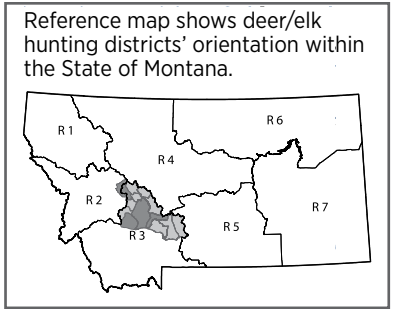 Reference map shows deer/elk
hunting districts' orientation within
the State of Montana.
R 1
R 6
R 4
R 2
R 7
R 5
R 3